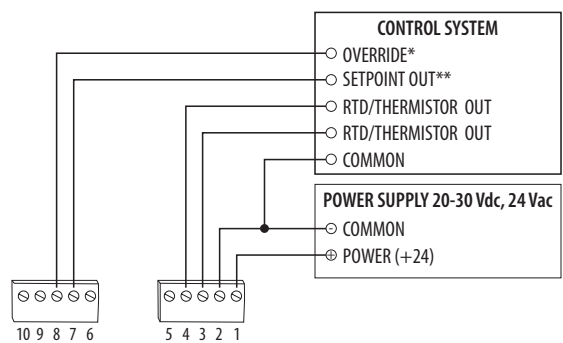 CONTROL SYSTEM
OVERRIDE*
SETPOINT OUT**
RTD/THERMISTOR OUT
RTD/THERMISTOR OUT
COMMON
POWER SUPPLY 20-30 Vdc, 24 Vac
COMMON
POWER (+24)
10 9 8 7 6
5 4 3 2 1